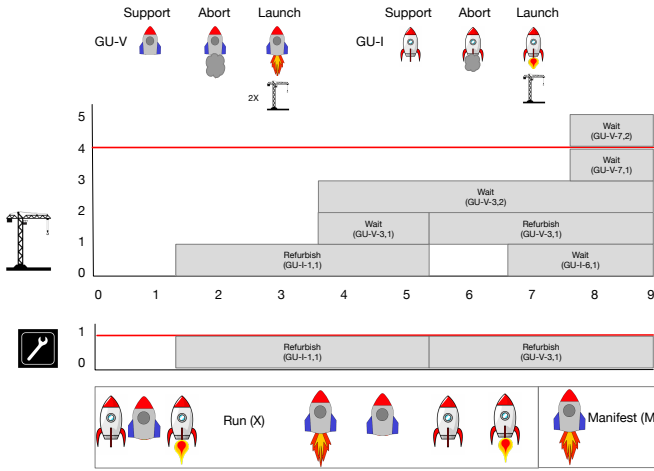 Support Abort Launch Support Abort Launch
GU-V GU-I
2X
5
Wait
(GU-V-7,2)
4
Wait
(GU-V-7,1)
3
Wait
(GU-V-3,2)
2
Wait
(GU-V-3,1)
Refurbish
(GU-V-3,1)
1
Refurbish
(GU-I-1,1)
Wait
(GU-I-6,1)
0
0 1 2 3 4 5 6 7 8 9
1
Refurbish
(GU-I-1,1)
Refurbish
(GU-V-3,1)
0
Run (X) Manifest (M